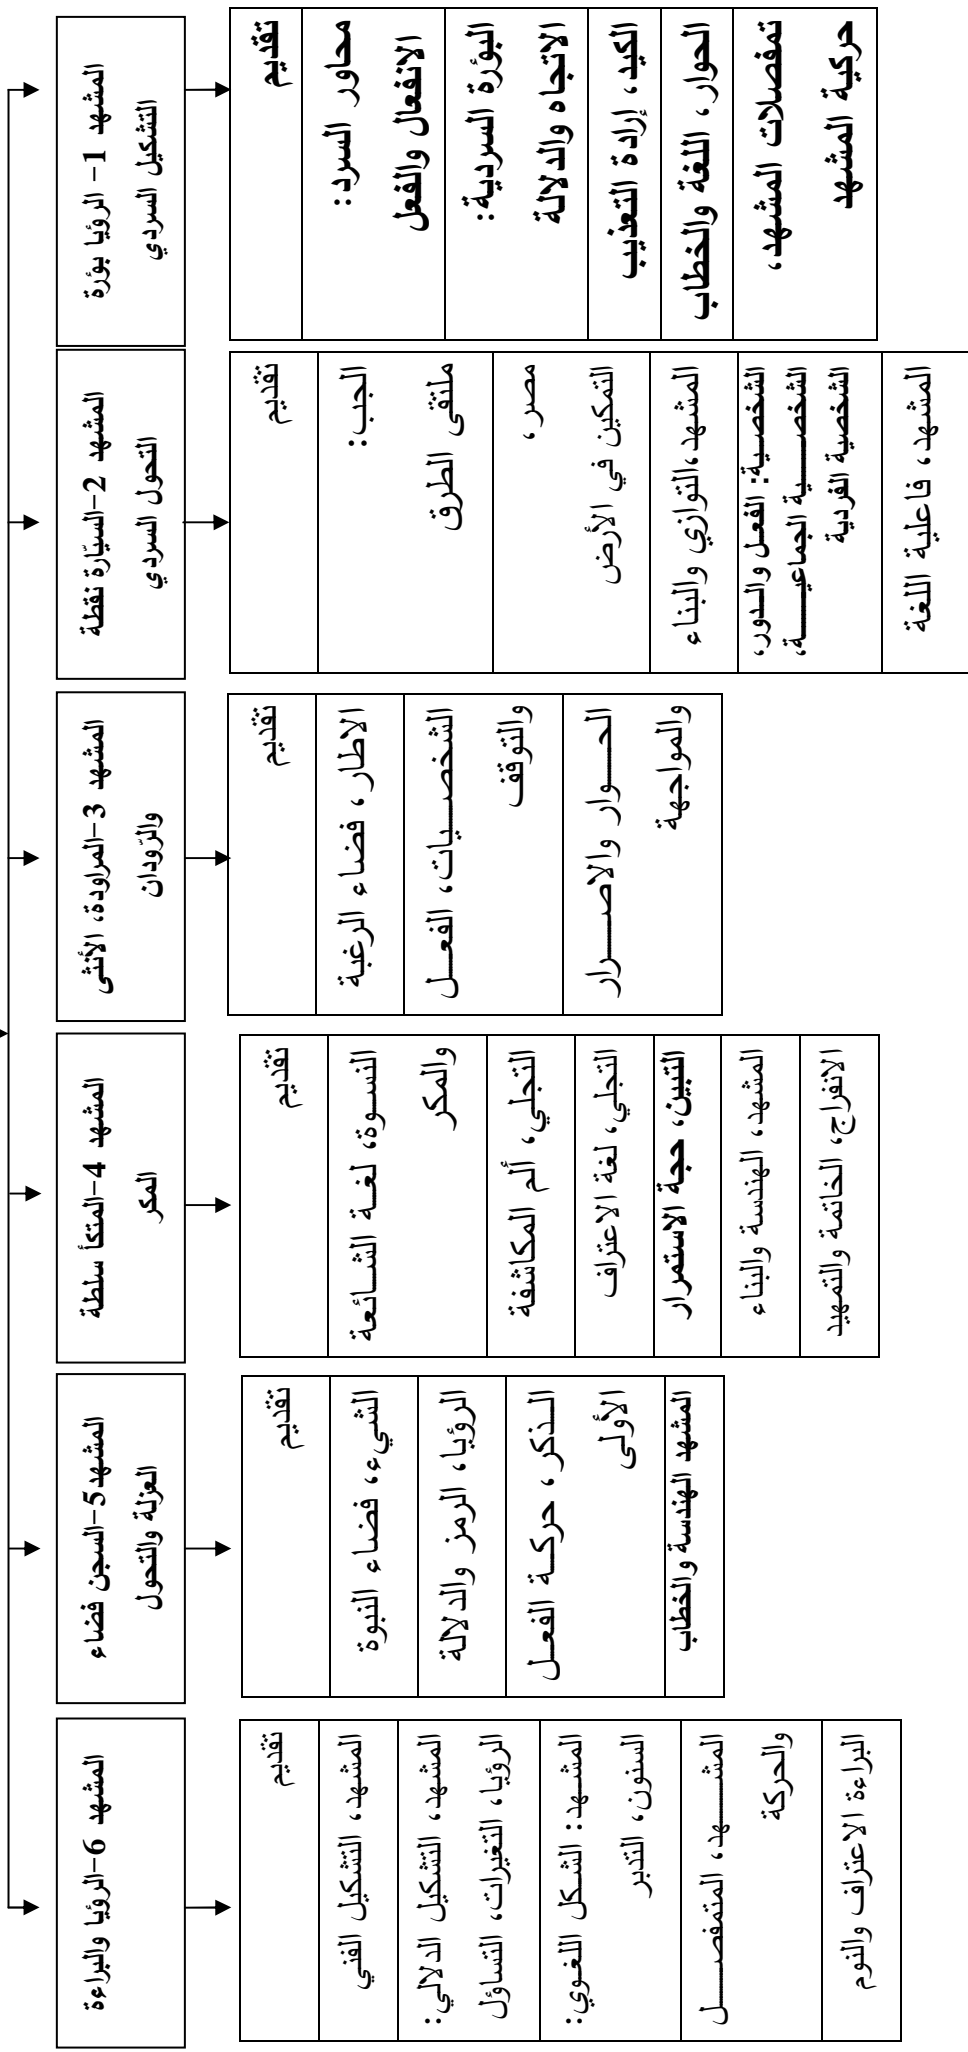 المشهد 1- الرؤيا بؤرة
التشكيل السردي
تقديم
محاور السرد:
الانفعال والفعل
البؤرة السردية:
الاتجاه والدلالة
الكيد، إرادة التعذيب
الحوار، اللغة والخطاب
تمفصلات المشهد،
حركية المشهد
المشهد 2-السيّارة نقطة
التحول السردي
تقديم
الجب:
ملتقى الطرق
مصر،
التمكين في الأرض
المشهد،التوازي والبناء
الشخصية: الفعل والدور،
الشخصية الجماعية،
الشخصية الفردية
المشهد، فاعلية اللغة
المشهد 3-المراودة، الأنثى
والرّودان
تقديم
الاطار، فضاء الرغبة
الشخصيات، الفعل
والتوقف
الحوار والاصرار
والمواجهة
المشهد 4-المتكأ سلطة
المكر
تقديم
النسوة، لغة الشائعة
والمكر
التجلي، ألم المكاشفة
التجلي، لغة الاعتراف
التبين، حجة الاستمرار
المشهد، الهندسة والبناء
الانفراج، الخاتمة والتمهيد
المشهد5-السجن فضاء
العزلة والتحول
تقديم
الشيء، فضاء النبوة
الرؤيا، الرمز والدلالة
الذكر، حركة الفعل
الأولى
المشهد الهندسة والخطاب
المشهد 6-الرؤيا والبراءة
تقديم
المشهد، التشكيل الفني
المشهد، التشكيل الدلالي:
الرؤيا، التغيرات، التساؤل
المشهد: الشكل اللغوي:
السنون، التدبر
المشهد، المتمفصل
والحركة
البراءة الاعتراف والنوم